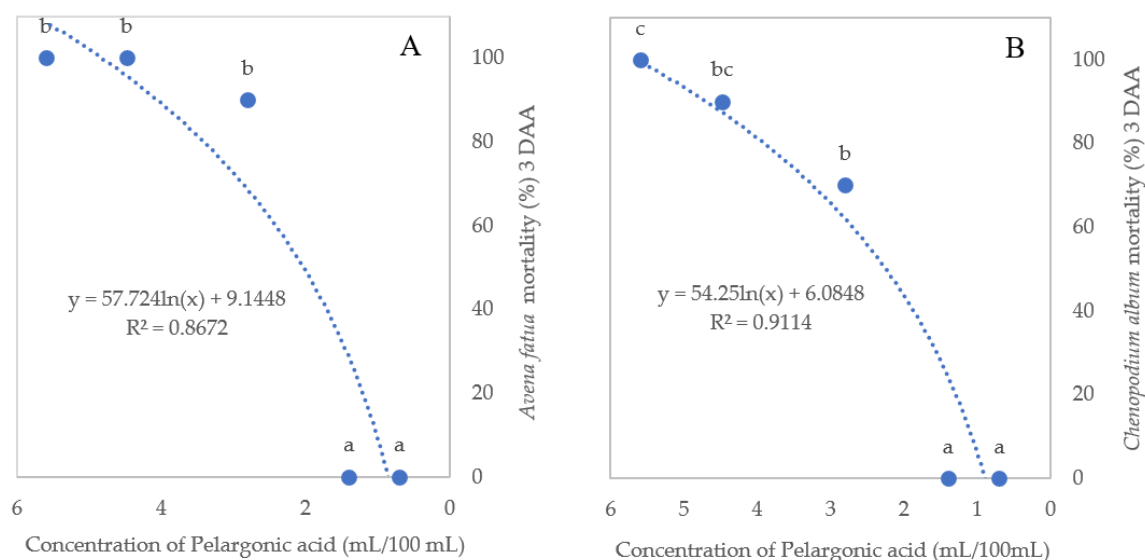 A
b
b
b
a
a
y = 57.724ln(x) + 9.1448
R² = 0.8672
100
80
60
40
20
0
Avena fatua mortality (%) 3 DAA
6
4
2
0
Concentration of Pelargonic acid (mL/100 mL)
B
c
bc
b
a
a
y = 54.25ln(x) + 6.0848
R² = 0.9114
100
80
60
40
20
0
Chenopodium album mortality (%) 3 DAA
6
5
4
3
2
1
0
Concentration of Pelargonic acid (mL/100mL)